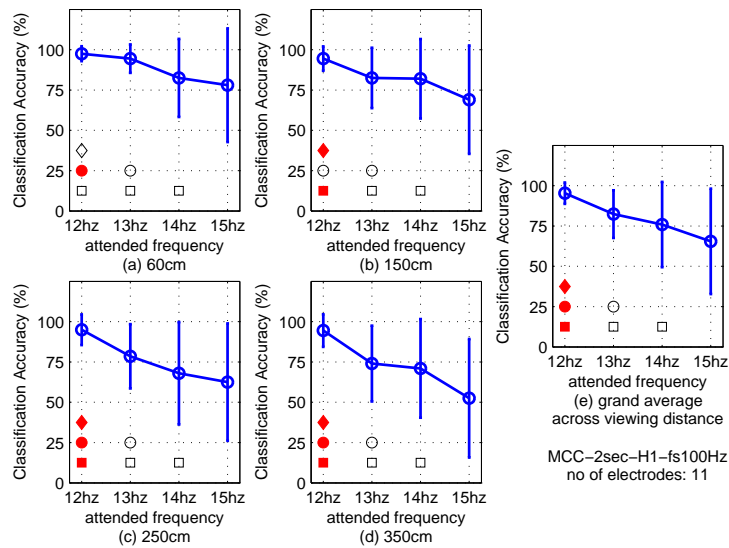 Classification Accuracy (%)
100
75
50
25
0
12hz 13hz 14hz 15hz
attended frequency
(a) 60cm
Classification Accuracy (%)
100
75
50
25
0
12hz 13hz 14hz 15hz
attended frequency
(b) 150cm
Classification Accuracy (%)
100
75
50
25
0
12hz 13hz 14hz 15hz
attended frequency
(c) 250cm
Classification Accuracy (%)
100
75
50
25
0
12hz 13hz 14hz 15hz
attended frequency
(d) 350cm
Classification Accuracy (%)
100
75
50
25
0
12hz 13hz 14hz 15hz
attended frequency
(e) grand average
across viewing distance
MCC−2sec−H1−fs100Hz
no of electrodes: 11